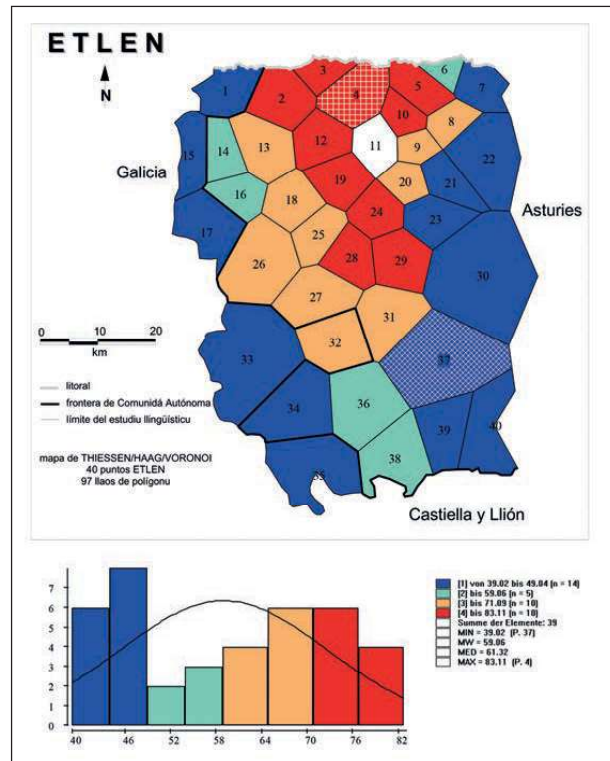 ETLEN
N
3
6
1
2
4
5
7
10
8
12
11
9
14
13
15
22
Galicia
19
20
21
16
18
Asturies
24
23
17
25
28
29
26
30
27
31
0 10 20
km
32
33
37
litoral
frontera de Comunidá Autónoma
34
36
límite del estudiu llingüísticu
39
40
mapa de THIESSEN/HAAG/VORONOI
40 puntos ETLEN
97 llaos de polígonu
38
35
Castiella y Llión
7
6
5
4
3
2
1
0
40 46 52 58 64 70 76 82
[1] von 39.02 bis 49.04 (n = 14)
[2] bis 59.06 (n = 5)
[3] bis 71.09 (n = 10)
[4] bis 83.11 (n = 10)
Summe der Elemente: 39
MIN = 39.02 (P. 37)
MW = 59.06
MED = 61.32
MAX = 83.11 (P. 4)